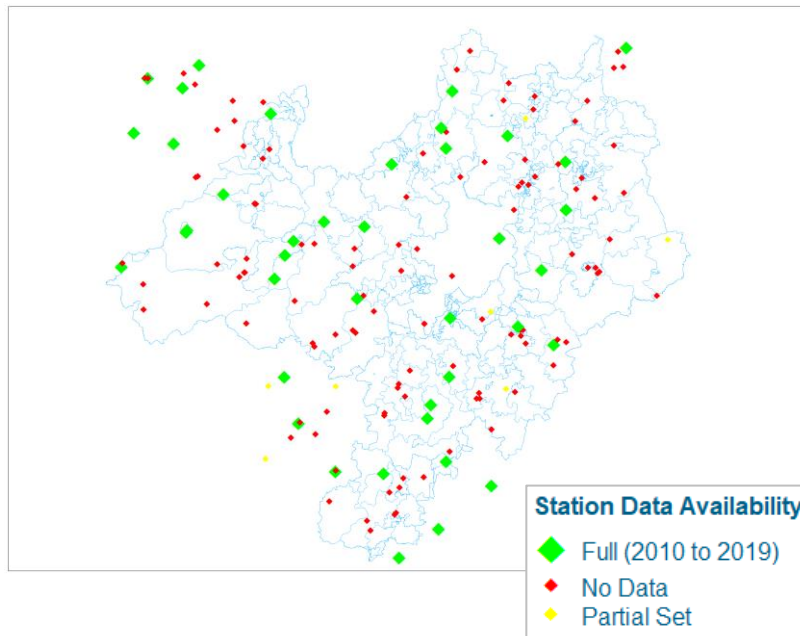 Station Data Availability
Full (2010 to 2019)
No Data
Partial Set